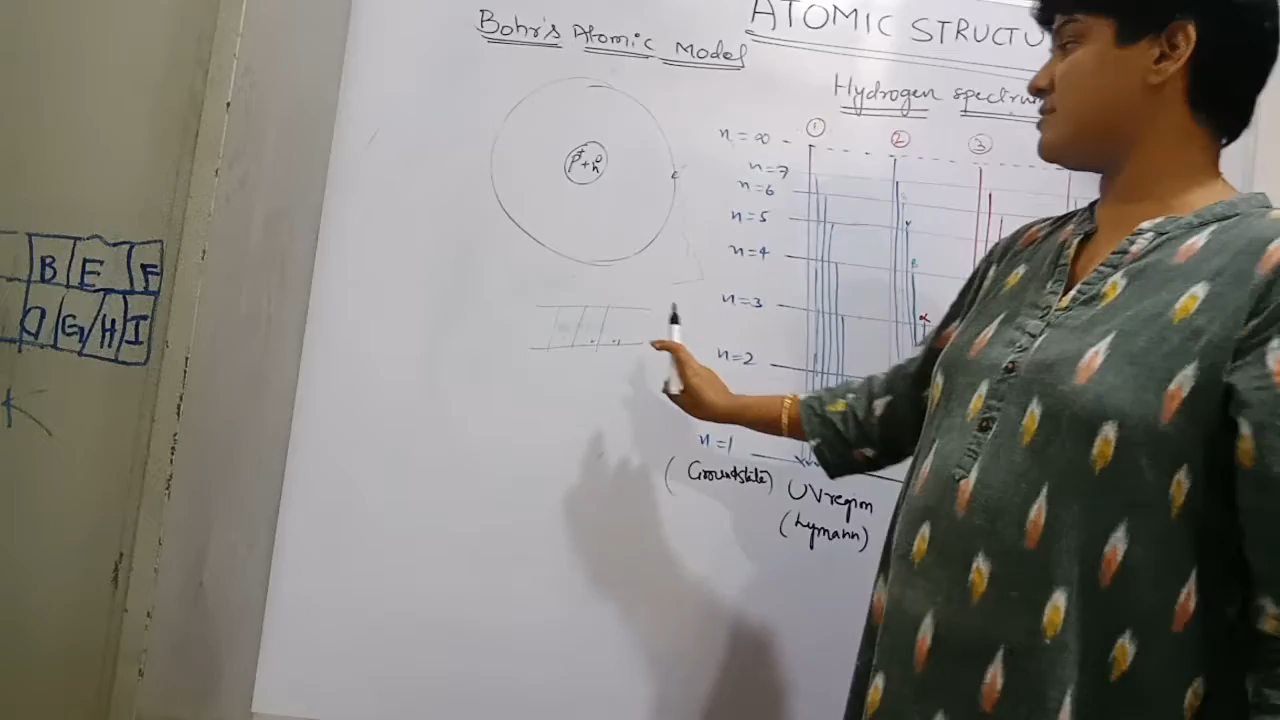 Bohr's Atomic Model
p+ + n0
e
ATOMIC STRUCTU
Hydrogen spectrum
① ② ③
n = ∞
n = 7
n = 6
n = 5
γ
n = 4
β
n = 3
α
n = 2
n = 1
(Groundstate)
UV region
(Lymann)
B E F
G H I
K